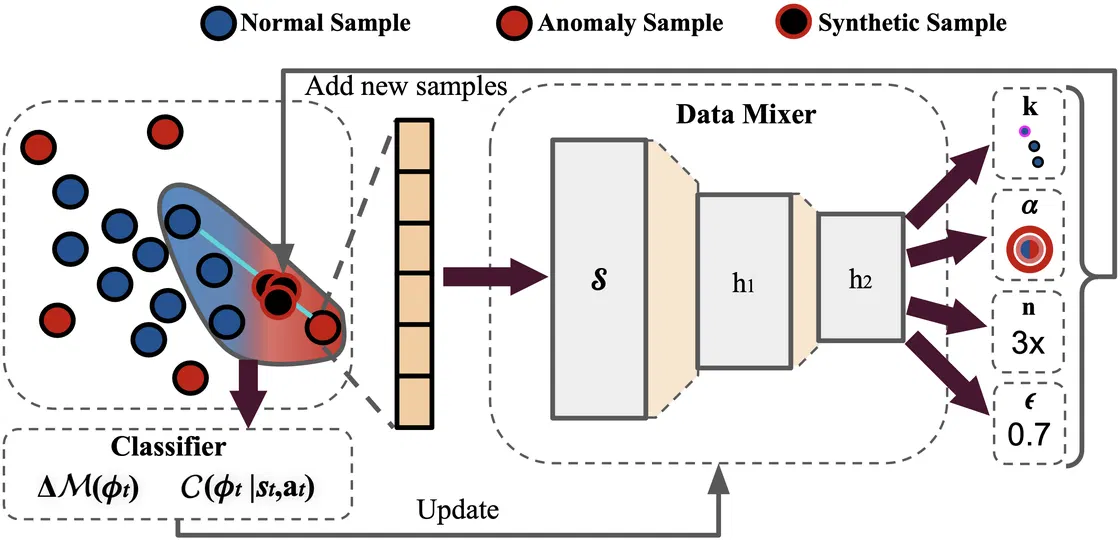 Normal Sample
Anomaly Sample
Synthetic Sample
Add new samples
Data Mixer
s
h1
h2
k
α
n
3x
ϵ
0.7
Classifier
Δℳ(ϕt) C(ϕt |st,at)
Update